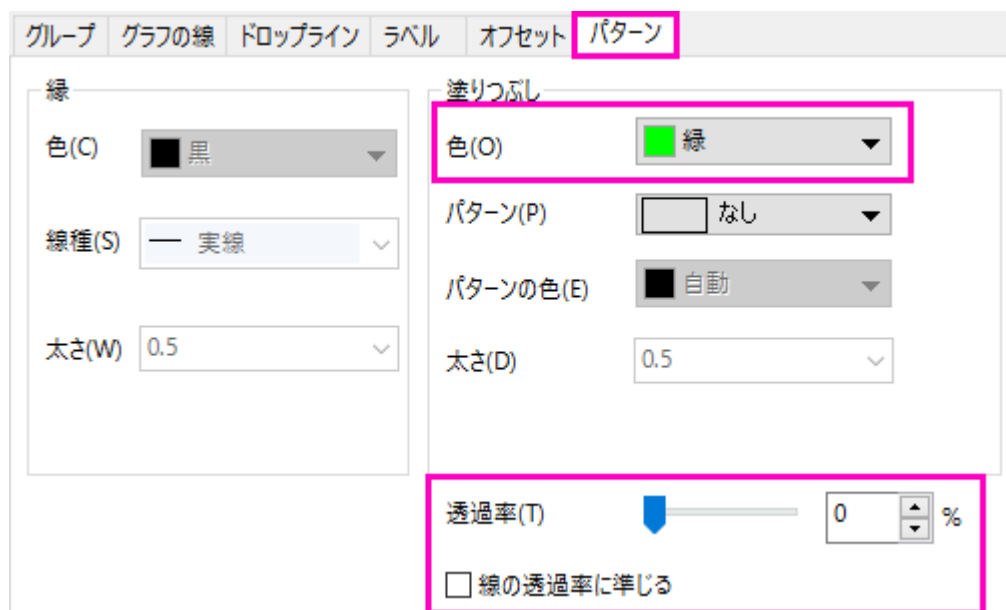 グループ グラフの線 ドロップライン ラベル オフセット パターン
縁
色(C) 黒
線種(S) 実線
太さ(W) 0.5
塗りつぶし
色(O) 緑
パターン(P) なし
パターンの色(E) 自動
太さ(D) 0.5
透過率(T) 0 %
線の透過率に準じる